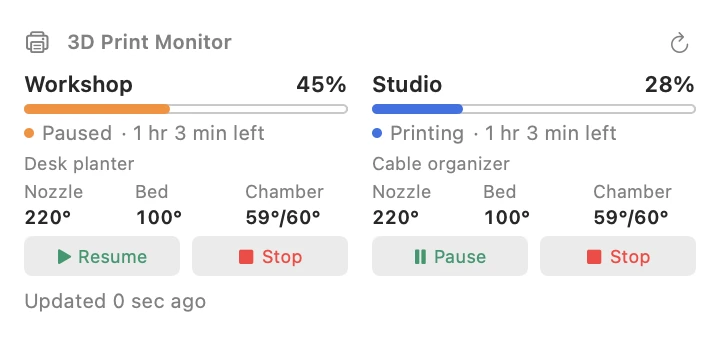 3D Print Monitor
Workshop 45%
Paused · 1 hr 3 min left
Desk planter
Nozzle Bed Chamber
220° 100° 59°/60°
Resume Stop
Studio 28%
Printing · 1 hr 3 min left
Cable organizer
Nozzle Bed Chamber
220° 100° 59°/60°
Pause Stop
Updated 0 sec ago